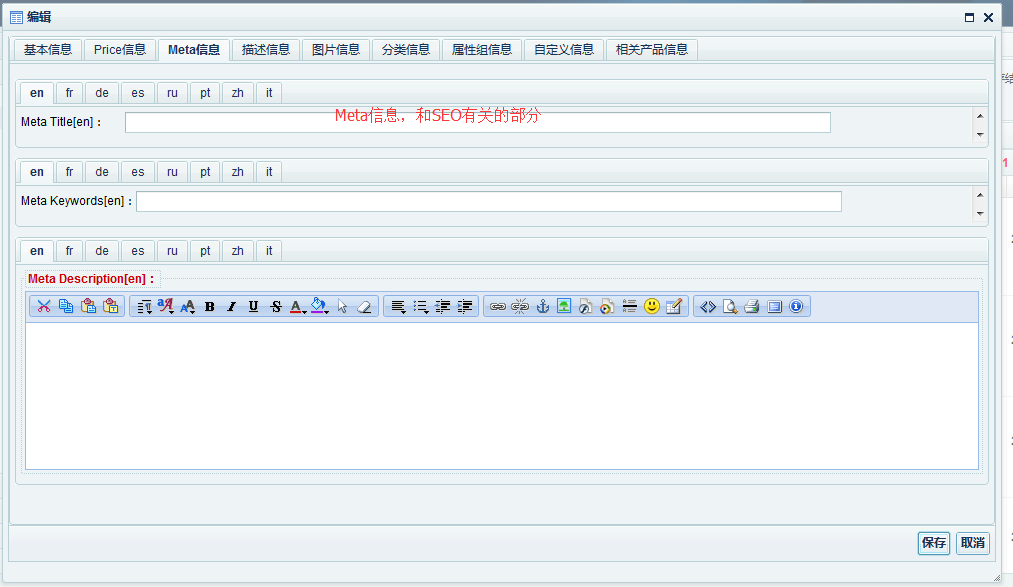 编辑
基本信息 Price信息 Meta信息 描述信息 图片信息 分类信息 属性组信息 自定义信息 相关产品信息
en fr de es ru pt zh it
Meta信息，和SEO有关的部分
Meta Title[en]：
en fr de es ru pt zh it
Meta Keywords[en]：
en fr de es ru pt zh it
Meta Description[en]：
保存 取消